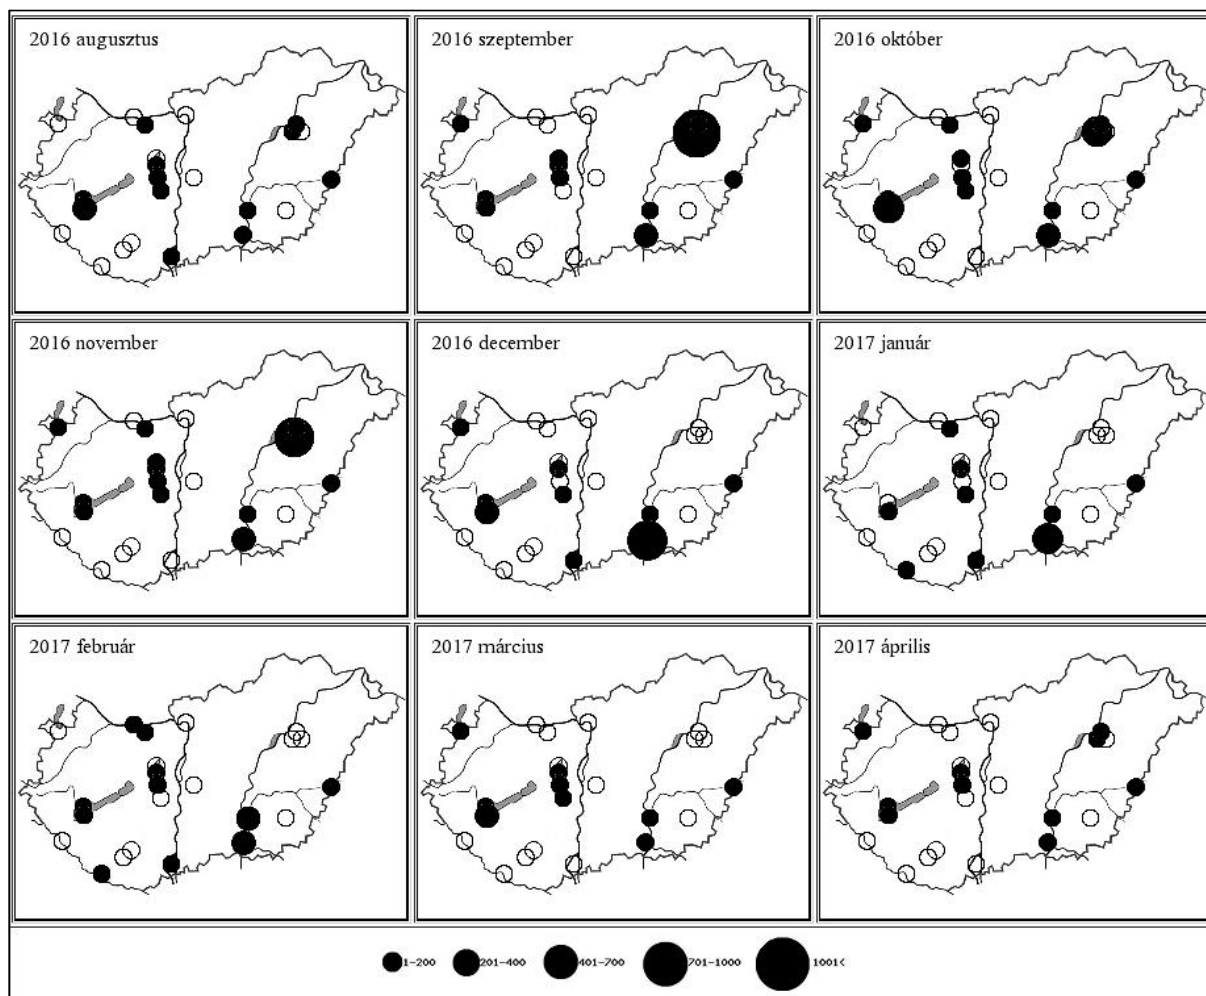 2016 augusztus
2016 szeptember
2016 október
2016 november
2016 december
2017 január
2017 február
2017 március
2017 április
1-200 201-400 401-700 701-1000 1001<